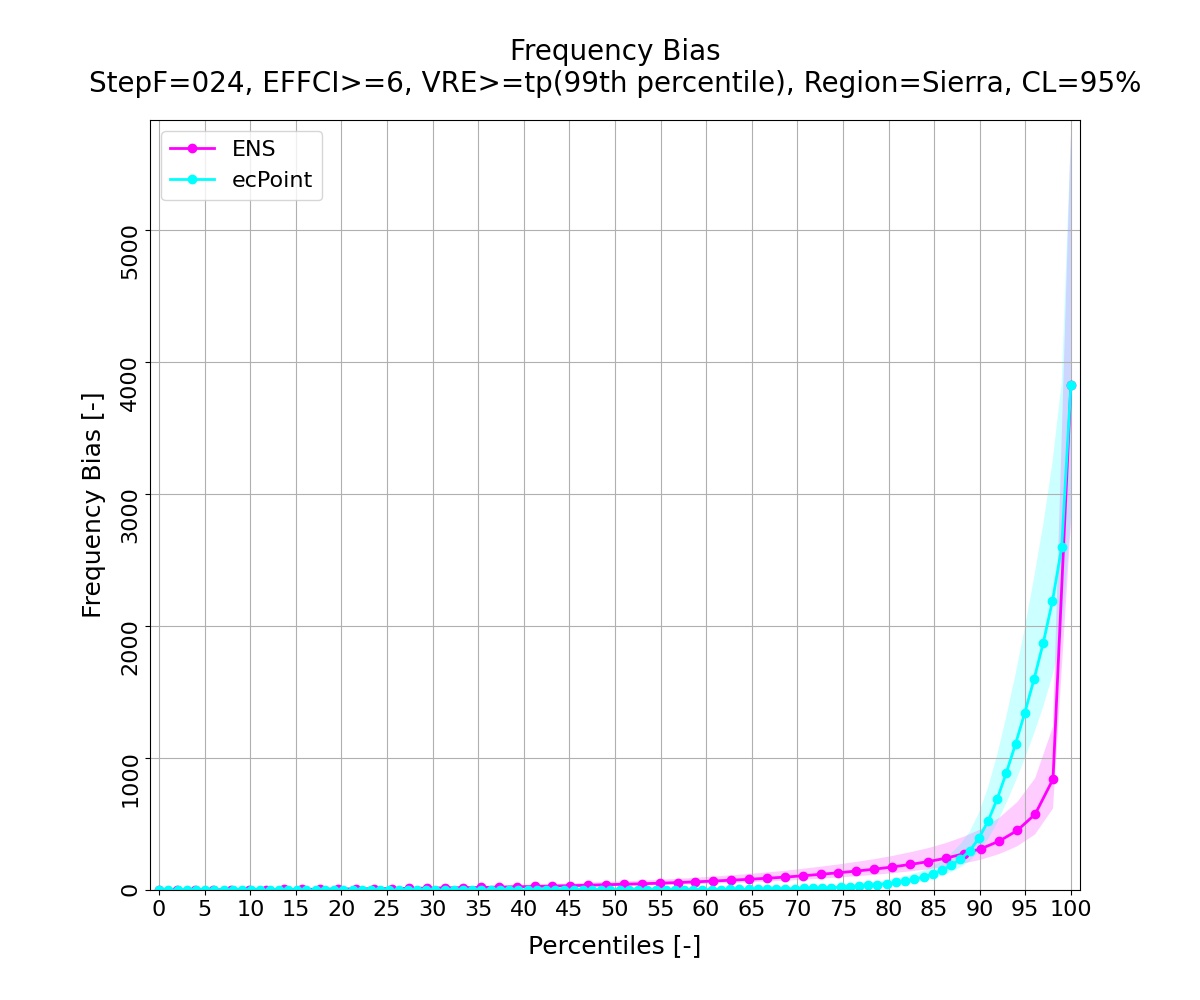 Frequency Bias
StepF=024, EFFCI>=6, VRE>=tp(99th percentile), Region=Sierra, CL=95%
ENS
ecPoint
Frequency Bias [-]
5000
4000
3000
2000
1000
0
0 5 10 15 20 25 30 35 40 45 50 55 60 65 70 75 80 85 90 95 100
Percentiles [-]